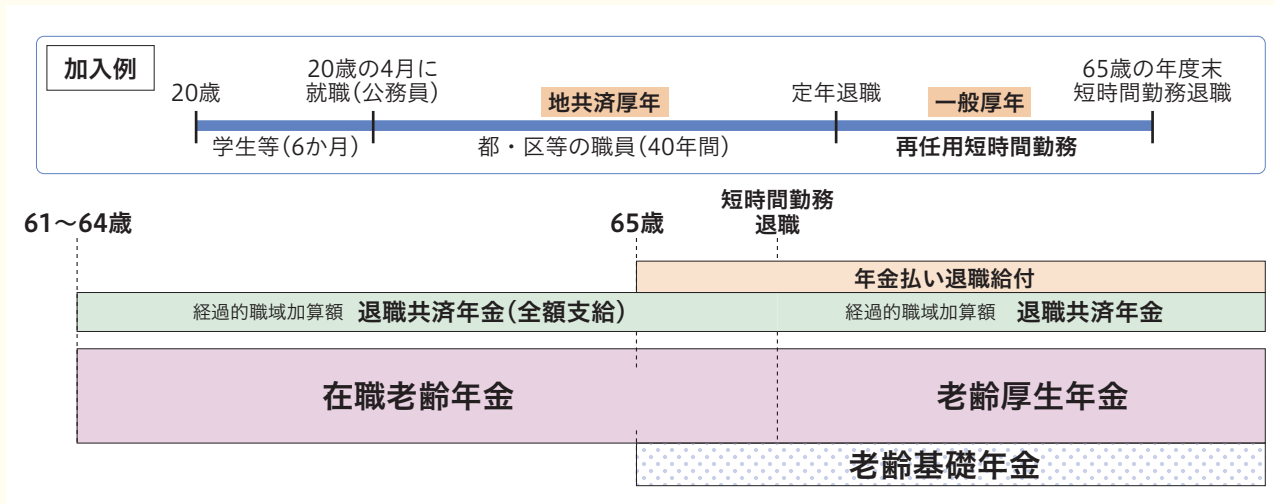 加入例
20歳
20歳の4月に
就職(公務員)
地共済厚年
定年退職
一般厚年
65歳の年度末
短時間勤務退職
学生等(6か月)
都・区等の職員(40年間)
再任用短時間勤務
61～64歳
65歳
短時間勤務
退職
年金払い退職給付
経過的職域加算額 退職共済年金(全額支給)
経過的職域加算額 退職共済年金
在職老齢年金
老齢厚生年金
老齢基礎年金